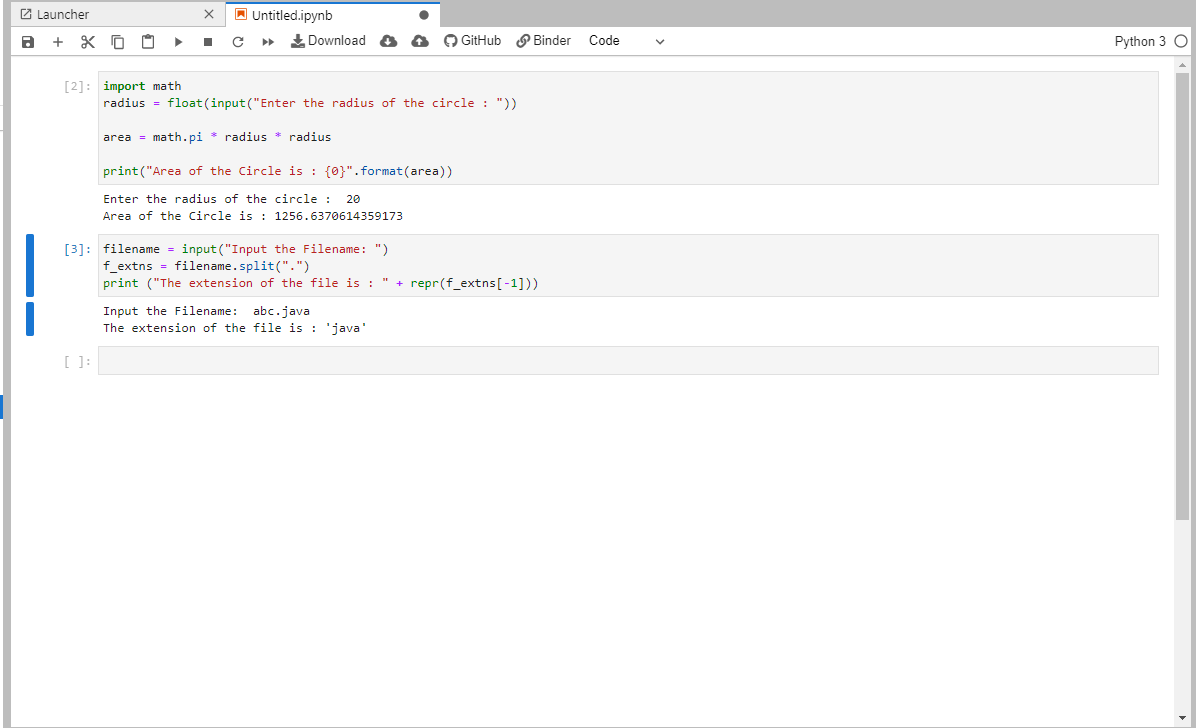 Launcher
Untitled.ipynb
Download GitHub Binder Code Python 3
[2]: import math
radius = float(input("Enter the radius of the circle : "))
area = math.pi * radius * radius
print("Area of the Circle is : {0}".format(area))
Enter the radius of the circle :  20
Area of the Circle is : 1256.6370614359173
[3]: filename = input("Input the Filename: ")
f_extns = filename.split(".")
print ("The extension of the file is : " + repr(f_extns[-1]))
Input the Filename:  abc.java
The extension of the file is : 'java'
[ ]: